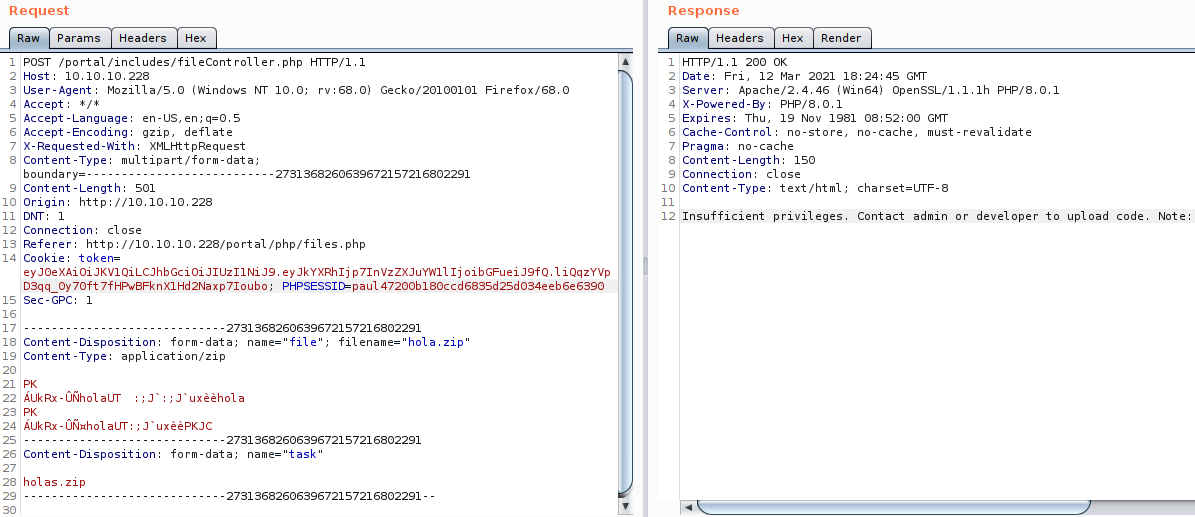 Request
Raw Params Headers Hex
1 POST /portal/includes/fileController.php HTTP/1.1
2 Host: 10.10.10.228
3 User-Agent: Mozilla/5.0 (Windows NT 10.0; rv:68.0) Gecko/20100101 Firefox/68.0
4 Accept: */*
5 Accept-Language: en-US,en;q=0.5
6 Accept-Encoding: gzip, deflate
7 X-Requested-With: XMLHttpRequest
8 Content-Type: multipart/form-data;
boundary=---------------------------27313682606396721572168022​91
9 Content-Length: 501
10 Origin: http://10.10.10.228
11 DNT: 1
12 Connection: close
13 Referer: http://10.10.10.228/portal/php/files.php
14 Cookie: token=
eyJ0eXAiOiJKV1QiLCJhbGciOiJIUzI1NiJ9.eyJkYXRhIjp7InVzZXJuYW1lIjoibGFueiJ9fQ.liQqzYVp
D3qq_Oy70ft7fHPwBFknX1Hd2Naxp7Ioubo; PHPSESSID=paul47200b180ccd6835d25d034eeb6e6390
15 Sec-GPC: 1
16
17 -----------------------------2731368260639672157216802291
18 Content-Disposition: form-data; name="file"; filename="hola.zip"
19 Content-Type: application/zip
20
21 PK
22 ÁUkRx-ÛÑholaUT :;J`:;J`uxèèhola
23 PK
24 ÁUkRx-ÛÑ¤holaUT:;J`uxèèPKJC
25 -----------------------------2731368260639672157216802291
26 Content-Disposition: form-data; name="task"
27
28 holas.zip
29 -----------------------------2731368260639672157216802291--
30
Response
Raw Headers Hex Render
1 HTTP/1.1 200 OK
2 Date: Fri, 12 Mar 2021 18:24:45 GMT
3 Server: Apache/2.4.46 (Win64) OpenSSL/1.1.1h PHP/8.0.1
4 X-Powered-By: PHP/8.0.1
5 Expires: Thu, 19 Nov 1981 08:52:00 GMT
6 Cache-Control: no-store, no-cache, must-revalidate
7 Pragma: no-cache
8 Content-Length: 150
9 Connection: close
10 Content-Type: text/html; charset=UTF-8
11
12 Insufficient privileges. Contact admin or developer to upload code. Note: